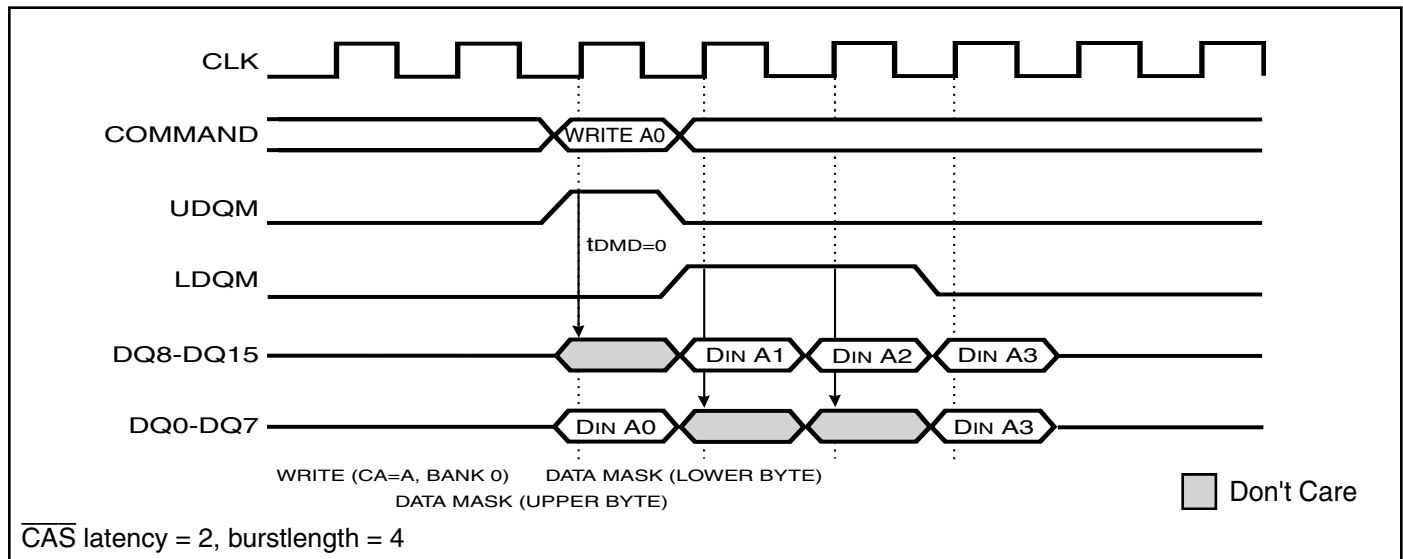 CLK
COMMAND
WRITE A0
UDQM
tDMD=0
LDQM
DQ8-DQ15
DIN A1
DIN A2
DIN A3
DQ0-DQ7
DIN A0
DIN A3
WRITE (CA=A, BANK 0)
DATA MASK (LOWER BYTE)
DATA MASK (UPPER BYTE)
Don't Care
CAS latency = 2, burstlength = 4